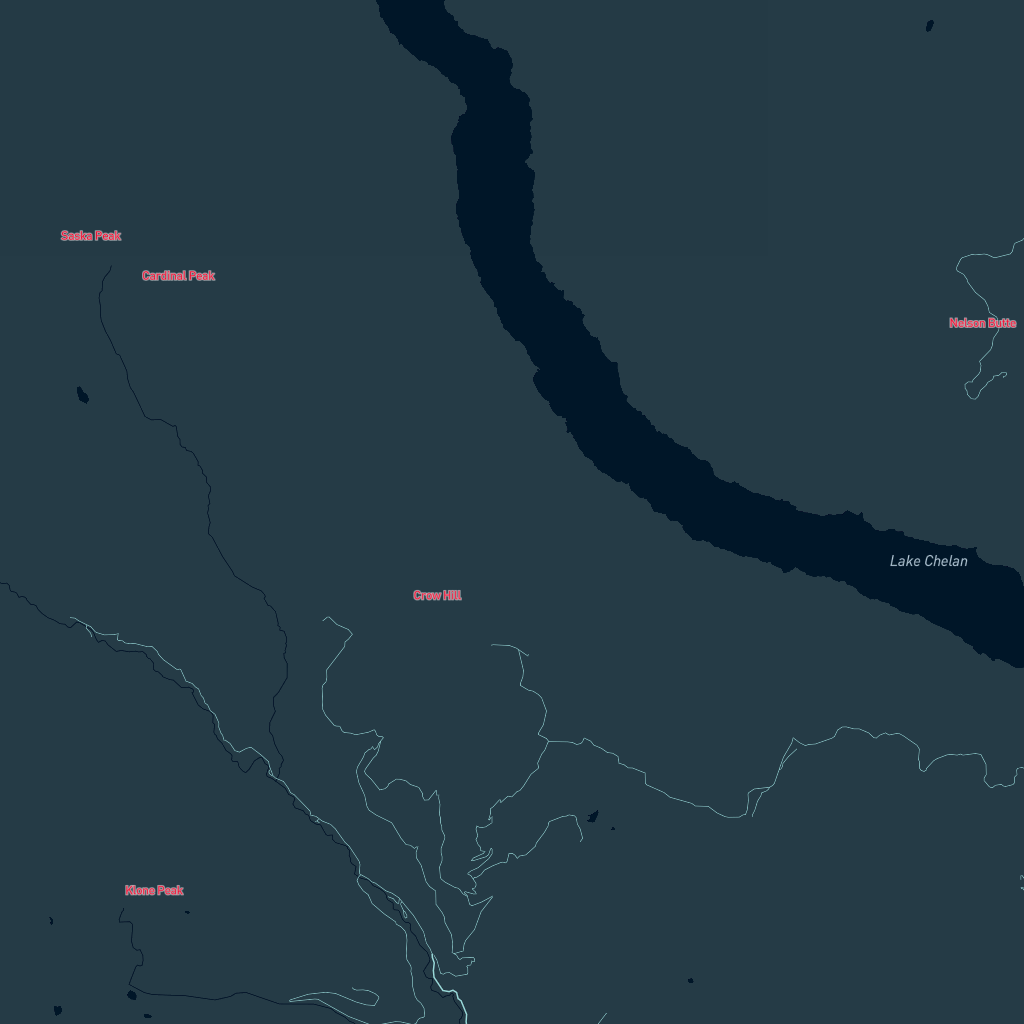 Saska Peak
Cardinal Peak
Nelson Butte
Lake Chelan
Crow Hill
Klone Peak